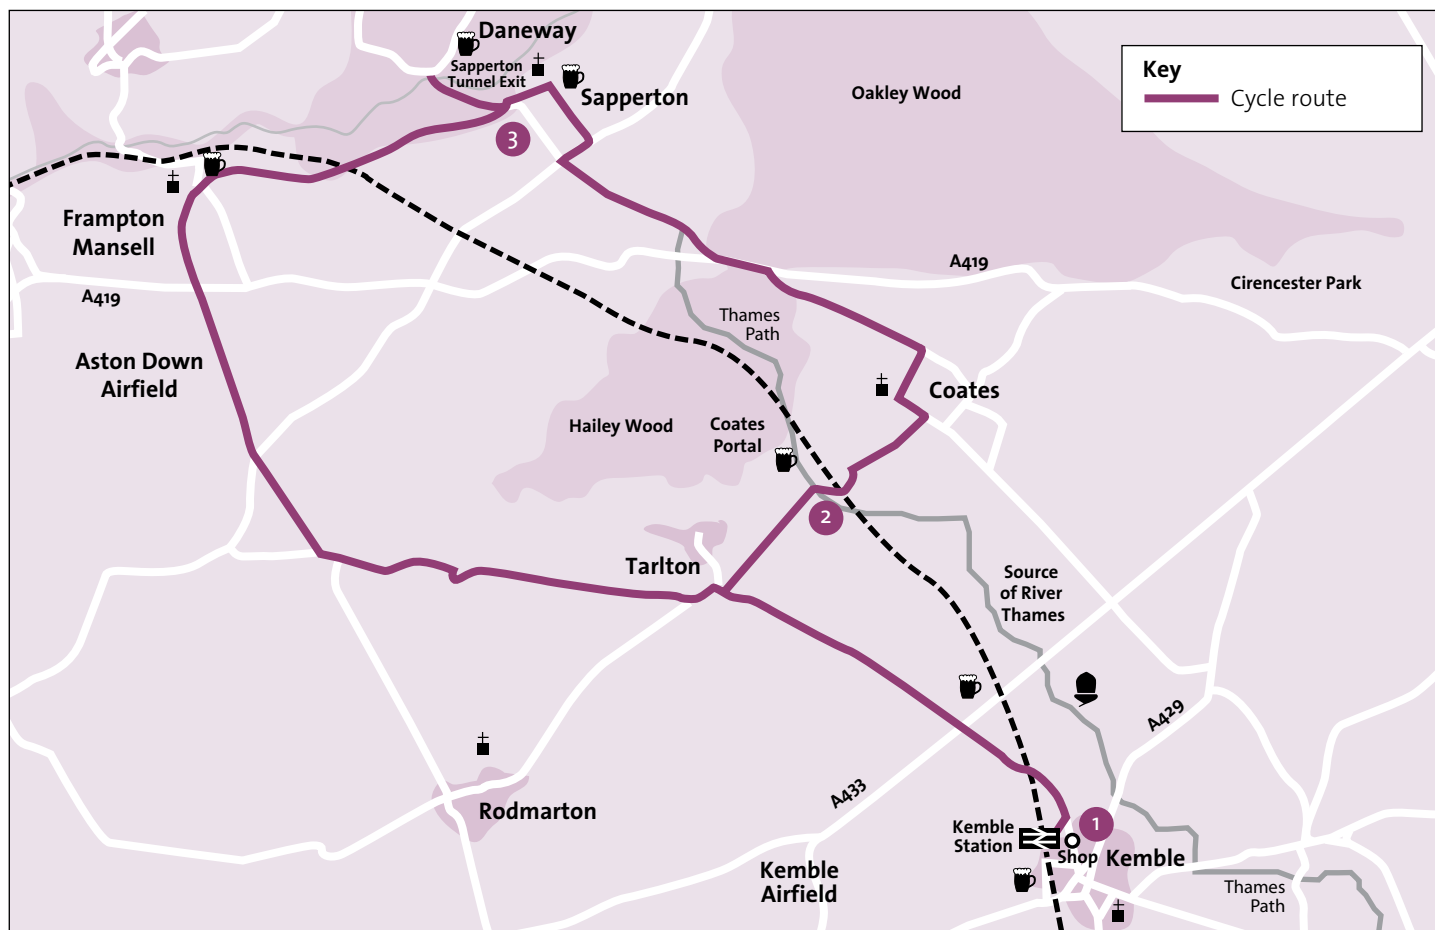 Daneway
Sapperton
Tunnel Exit
Sapperton
3
Oakley Wood
Key
Cycle route
Frampton
Mansell
A419
A419
Cirencester Park
Thames
Path
Aston Down
Airfield
Coates
Hailey Wood
Coates
Portal
2
Tarlton
Source
of River
Thames
A429
A433
Rodmarton
1
Kemble
Station
Shop
Kemble
Kemble
Airfield
Thames
Path